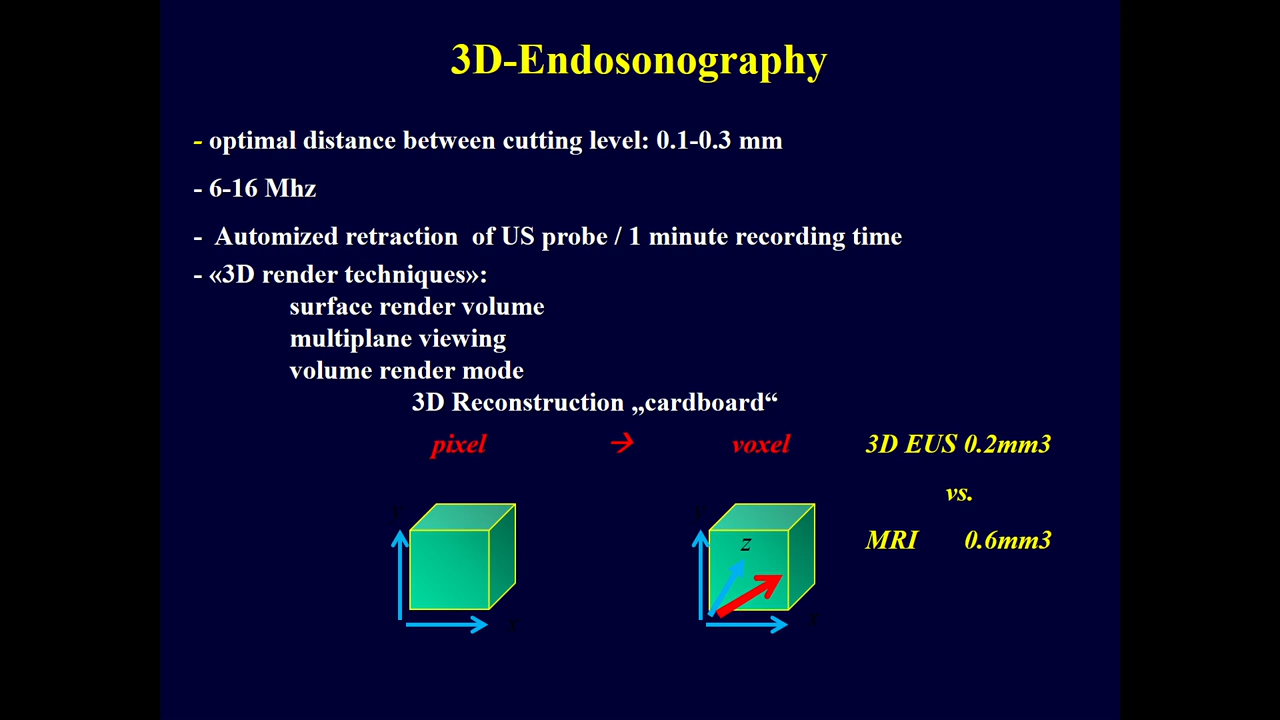 3D-Endosonography
- optimal distance between cutting level: 0.1-0.3 mm
- 6-16 Mhz
- Automized retraction of US probe / 1 minute recording time
- «3D render techniques»:
surface render volume
multiplane viewing
volume render mode
3D Reconstruction „cardboard“
pixel → voxel 3D EUS 0.2mm3
vs.
MRI 0.6mm3
y
y
z
x
x